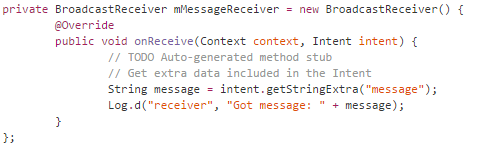 private BroadcastReceiver mMessageReceiver = new BroadcastReceiver() {
        @Override
        public void onReceive(Context context, Intent intent) {
                // TODO Auto-generated method stub
                // Get extra data included in the Intent
                String message = intent.getStringExtra("message");
                Log.d("receiver", "Got message: " + message);
        }
};